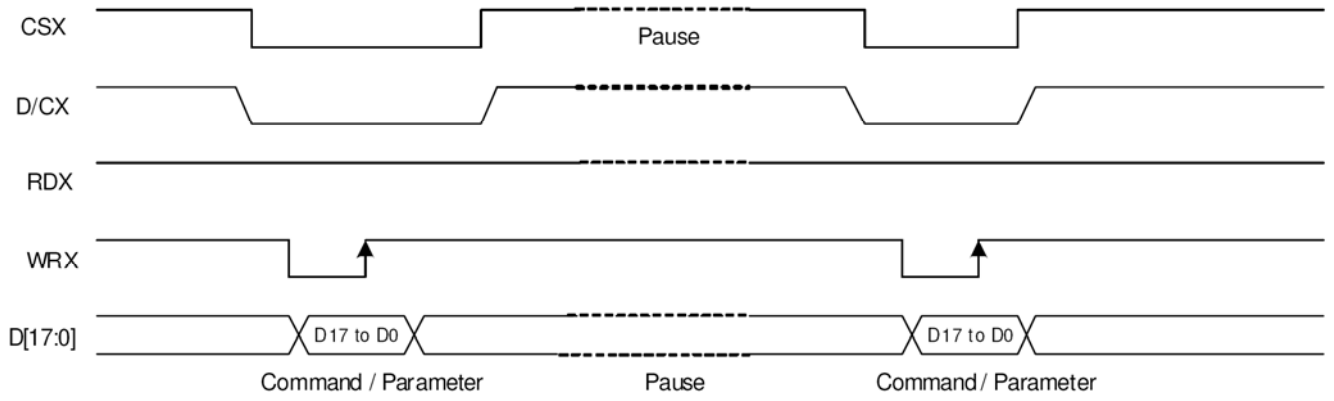 CSX
Pause
D/CX
RDX
WRX
D[17:0]
D17 to D0
D17 to D0
Command / Parameter
Pause
Command / Parameter